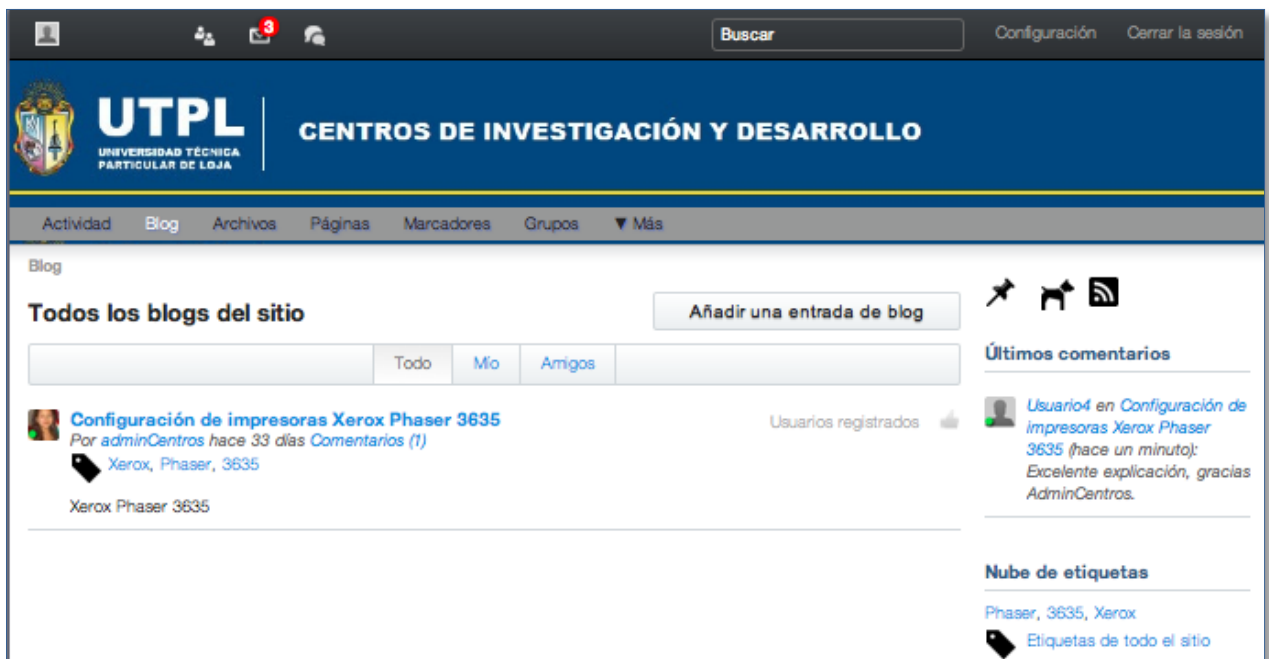 3
Buscar
Configuración
Cerrar la sesión
UTPL
UNIVERSIDAD TÉCNICA
PARTICULAR DE LOJA
CENTROS DE INVESTIGACIÓN Y DESARROLLO
Actividad Blog Archivos Páginas Marcadores Grupos ▼ Más
Blog
Todos los blogs del sitio
Añadir una entrada de blog
Todo Mío Amigos
Configuración de impresoras Xerox Phaser 3635
Usuarios registrados
Por adminCentros hace 33 días Comentarios (1)
Xerox, Phaser, 3635
Xerox Phaser 3635
Últimos comentarios
Usuario4 en Configuración de
impresoras Xerox Phaser
3635 (hace un minuto):
Excelente explicación, gracias
AdminCentros.
Nube de etiquetas
Phaser, 3635, Xerox
Etiquetas de todo el sitio